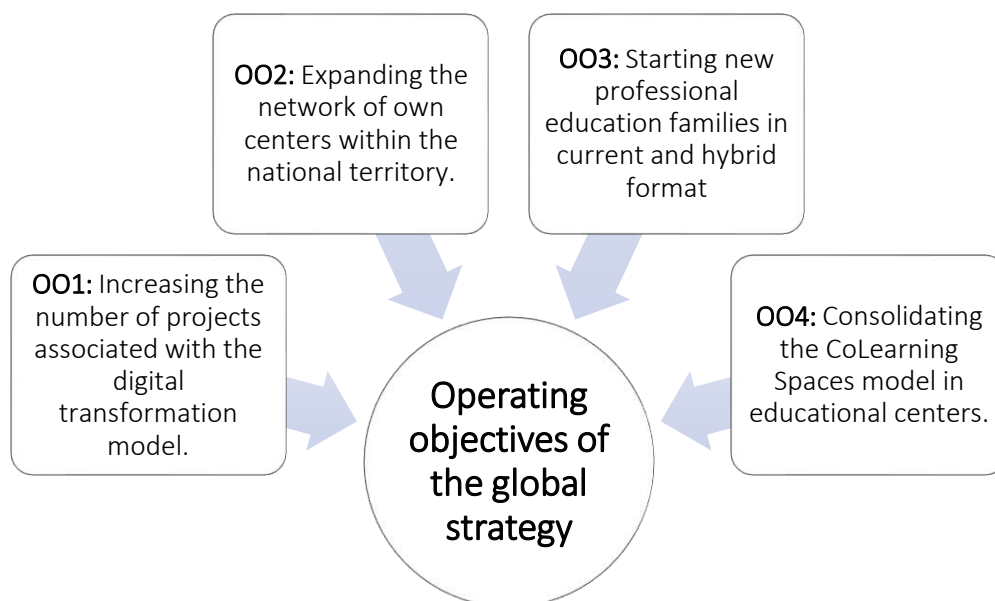 OO1: Increasing the
number of projects
associated with the
digital
transformation
model.
OO2: Expanding the
network of own
centers within the
national territory.
OO3: Starting new
professional
education families in
current and hybrid
format
OO4: Consolidating
the CoLearning
Spaces model in
educational centers.
Operating
objectives of
the global
strategy